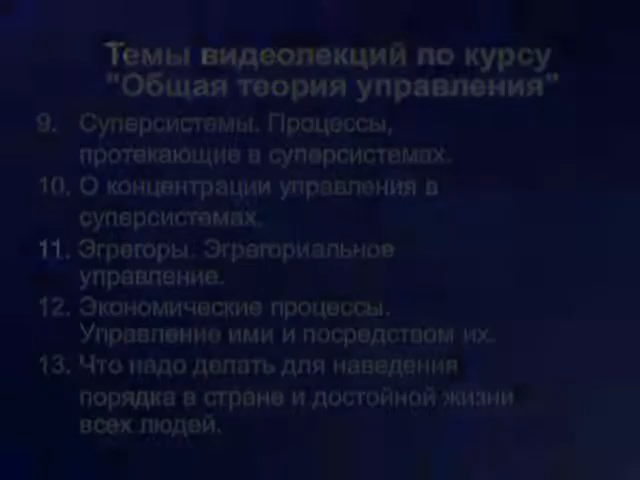 Темы видеолекций по курсу
"Общая теория управления"
9. Суперсистемы. Процессы,
протекающие в суперсистемах.
10. О концентрации управления в
суперсистемах.
11. Эгрегоры. Эгрегориальное
управление.
12. Экономические процессы.
Управление ими и посредством их.
13. Что надо делать для наведения
порядка в стране и достойной жизни
всех людей.